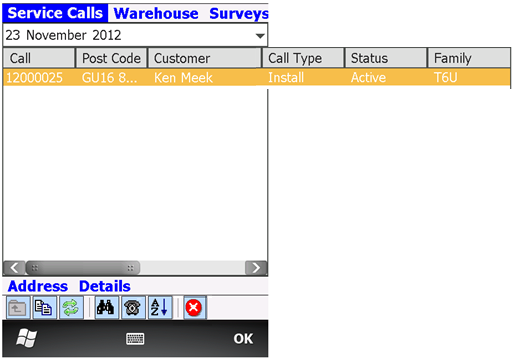 Service Calls Warehouse Surveys
23 November 2012
Call Post Code Customer Call Type Status Family
12000025 GU16 8... Ken Meek Install Active T6U
Address Details
A Z
OK